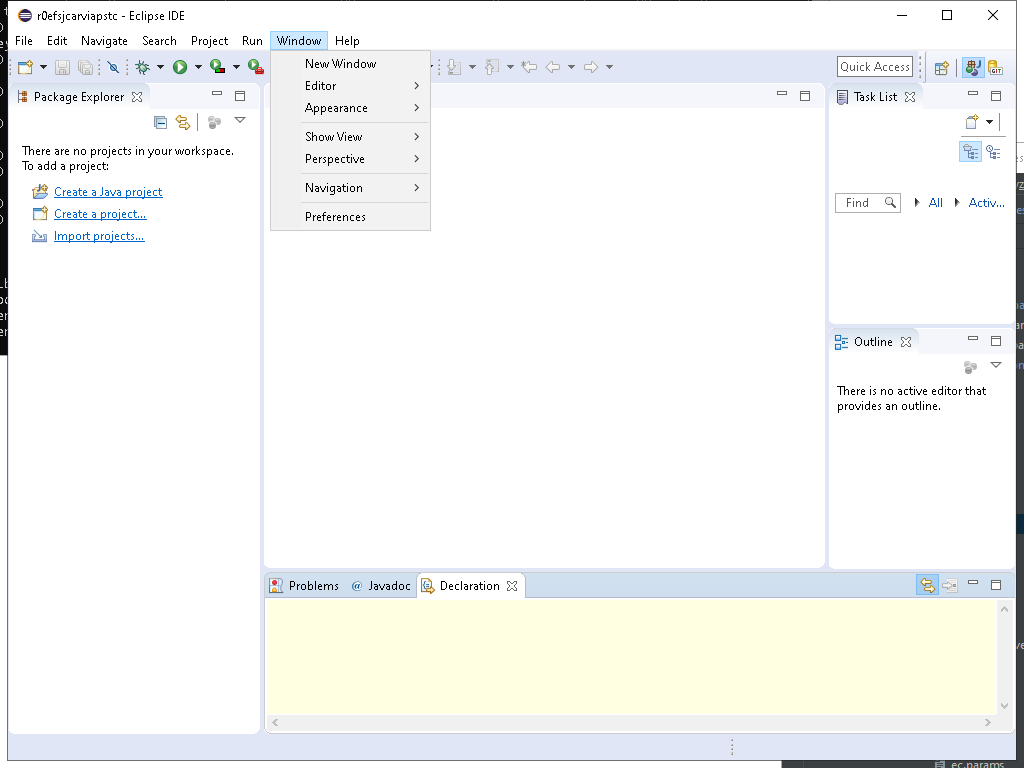 r0efsjcarviapstc - Eclipse IDE
File Edit Navigate Search Project Run Window Help
New Window
Editor
Appearance
Show View
Perspective
Navigation
Preferences
Quick Access
GIT
Package Explorer
There are no projects in your workspace.
To add a project:
Create a Java project
Create a project...
Import projects...
Task List
Find All Activ...
Outline
There is no active editor that
provides an outline.
Problems @ Javadoc Declaration
ec.params